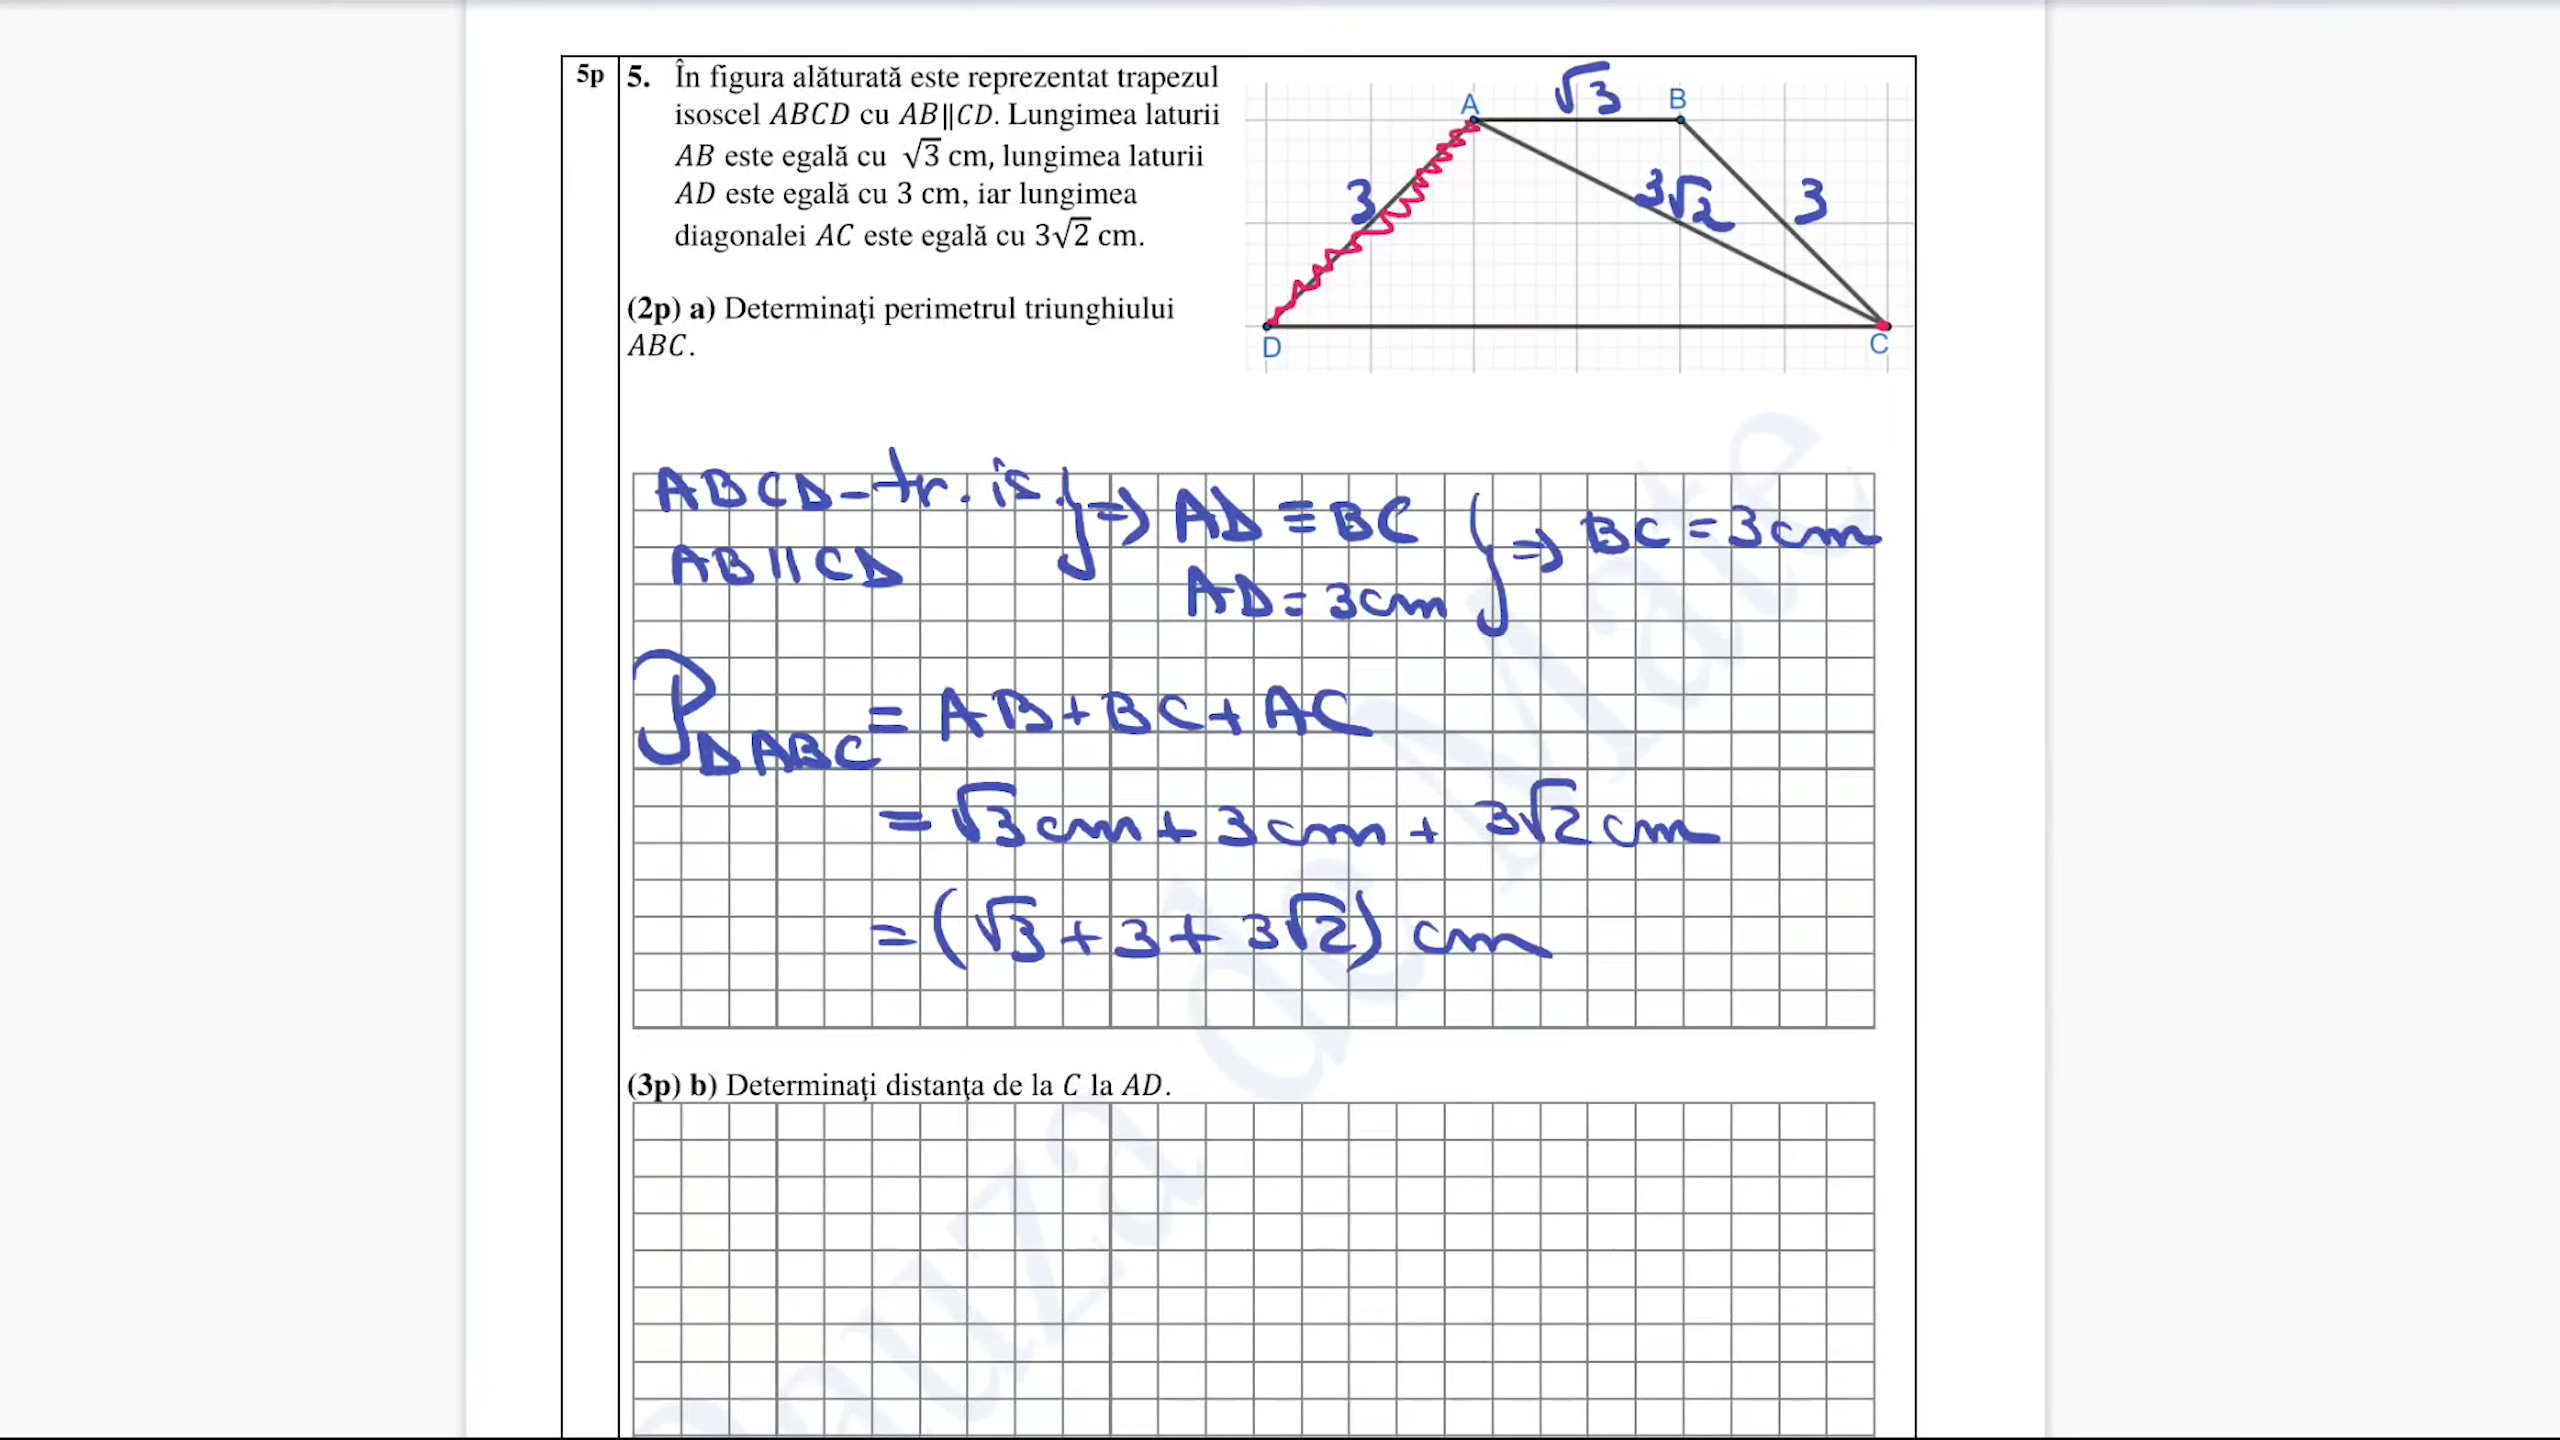 5p 5. În figura alăturată este reprezentat trapezul
isoscel ABCD cu AB∥CD. Lungimea laturii
AB este egală cu √3 cm, lungimea laturii
AD este egală cu 3 cm, iar lungimea
diagonalei AC este egală cu 3√2 cm.
(2p) a) Determinaţi perimetrul triunghiului
ABC.
A √3 B
3 3√2 3
D C
ABCD - tr. is. } => AD ≡ BC } => BC = 3cm
AB || CD AD = 3cm
P△ABC = AB + BC + AC
= √3 cm + 3 cm + 3√2 cm
= (√3 + 3 + 3√2) cm
(3p) b) Determinaţi distanţa de la C la AD.
auza de Mate